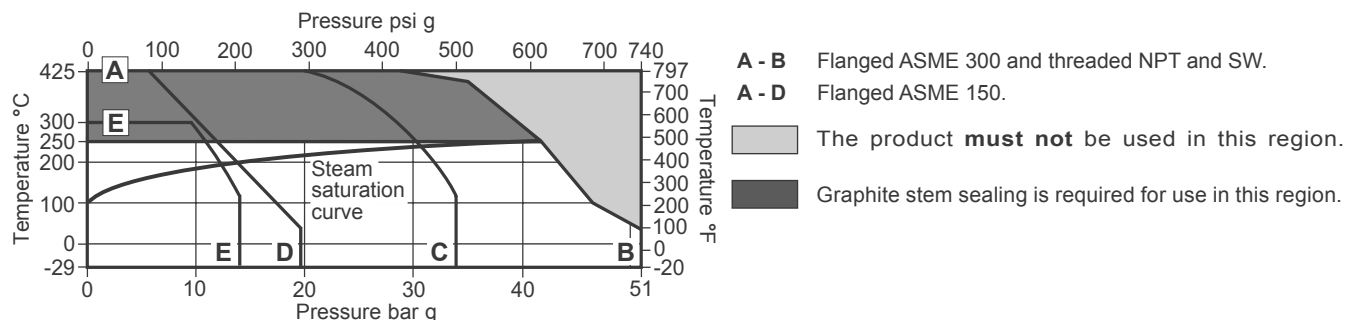 Pressure psi g
0 100 200 300 400 500 600 700 740
Temperature °C
425
300
250
200
100
0
-29
A
E
Steam
saturation
curve
E D C B
797
700
600
500
400
300
200
100
0
-20
Temperature °F
0 10 20 30 40 51
Pressure bar g
A - B Flanged ASME 300 and threaded NPT and SW.
A - D Flanged ASME 150.
The product must not be used in this region.
Graphite stem sealing is required for use in this region.